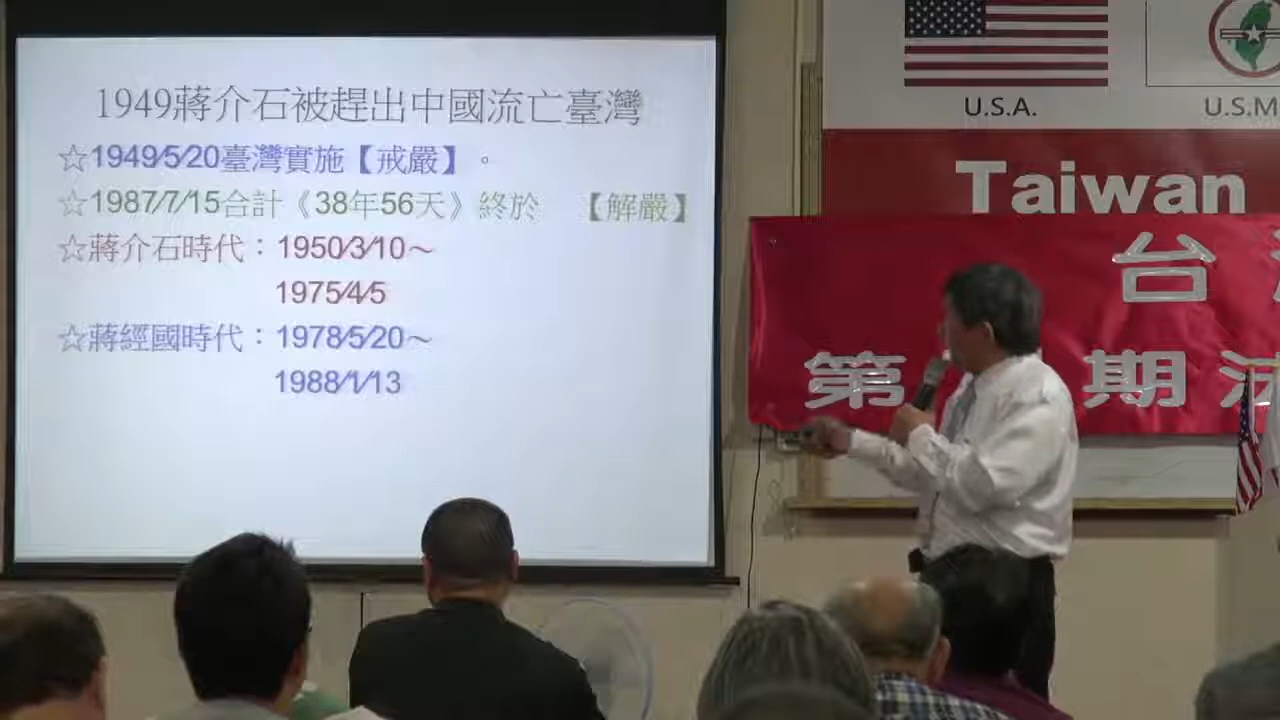 1949蔣介石被趕出中國流亡臺灣
☆1949/5/20臺灣實施【戒嚴】。
☆1987/7/15合計《38年56天》終於 【解嚴】
☆蔣介石時代：1950/3/10～
1975/4/5
☆蔣經國時代：1978/5/20～
1988/1/13
U.S.A.
U.S.M
Taiwan
台
第 期